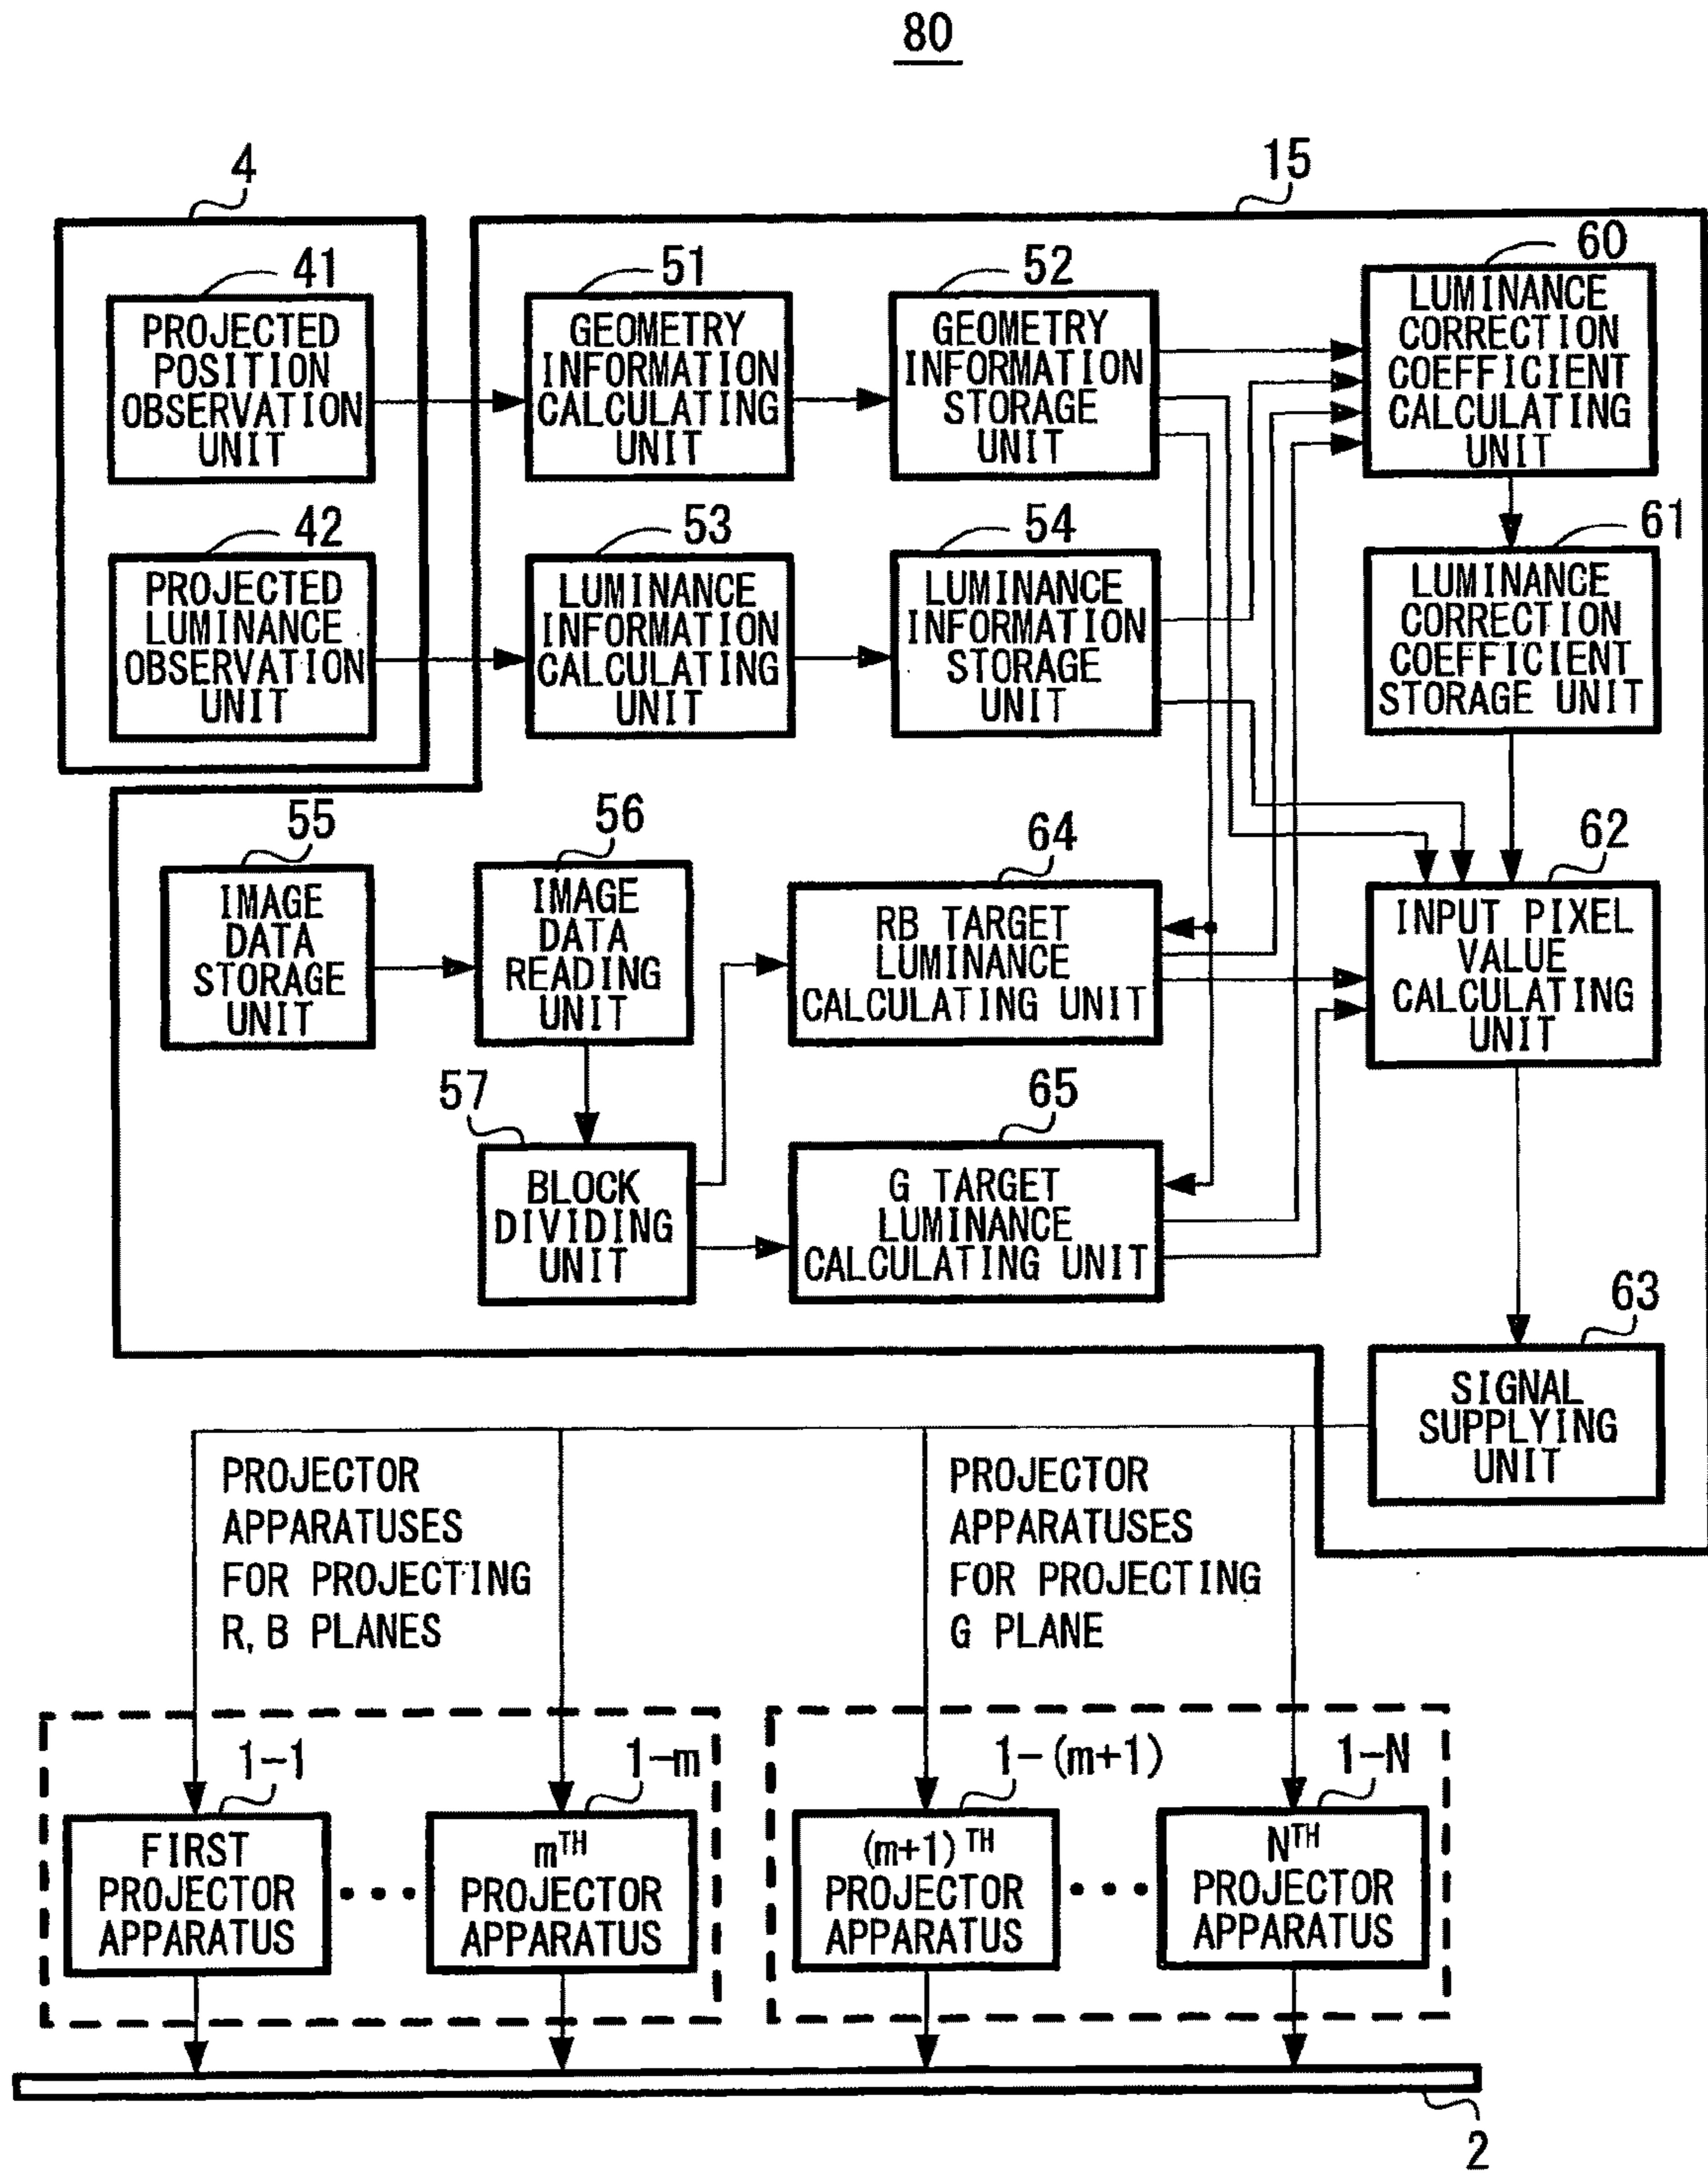 80
4
15
41
PROJECTED
POSITION
OBSERVATION
UNIT
51
GEOMETRY
INFORMATION
CALCULATING
UNIT
52
GEOMETRY
INFORMATION
STORAGE
UNIT
60
LUMINANCE
CORRECTION
COEFFICIENT
CALCULATING
UNIT
42
PROJECTED
LUMINANCE
OBSERVATION
UNIT
53
LUMINANCE
INFORMATION
CALCULATING
UNIT
54
LUMINANCE
INFORMATION
STORAGE
UNIT
61
LUMINANCE
CORRECTION
COEFFICIENT
STORAGE UNIT
55
IMAGE
DATA
STORAGE
UNIT
56
IMAGE
DATA
READING
UNIT
64
RB TARGET
LUMINANCE
CALCULATING UNIT
62
INPUT PIXEL
VALUE
CALCULATING
UNIT
57
BLOCK
DIVIDING
UNIT
65
G TARGET
LUMINANCE
CALCULATING UNIT
63
SIGNAL
SUPPLYING
UNIT
PROJECTOR
APPARATUSES
FOR PROJECTING
R, B PLANES
PROJECTOR
APPARATUSES
FOR PROJECTING
G PLANE
1-1
FIRST
PROJECTOR
APPARATUS
1-m
mTH
PROJECTOR
APPARATUS
1-(m+1)
(m+1)TH
PROJECTOR
APPARATUS
1-N
NTH
PROJECTOR
APPARATUS
2